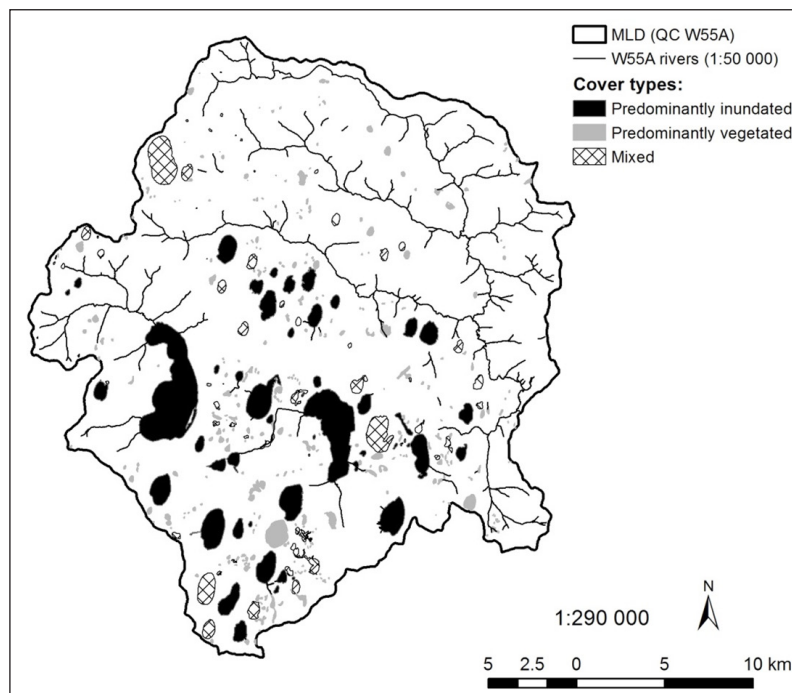 MLD (QC W55A)
W55A rivers (1:50 000)
Cover types:
Predominantly inundated
Predominantly vegetated
Mixed
N
1:290 000
5 2.5 0 5 10 km